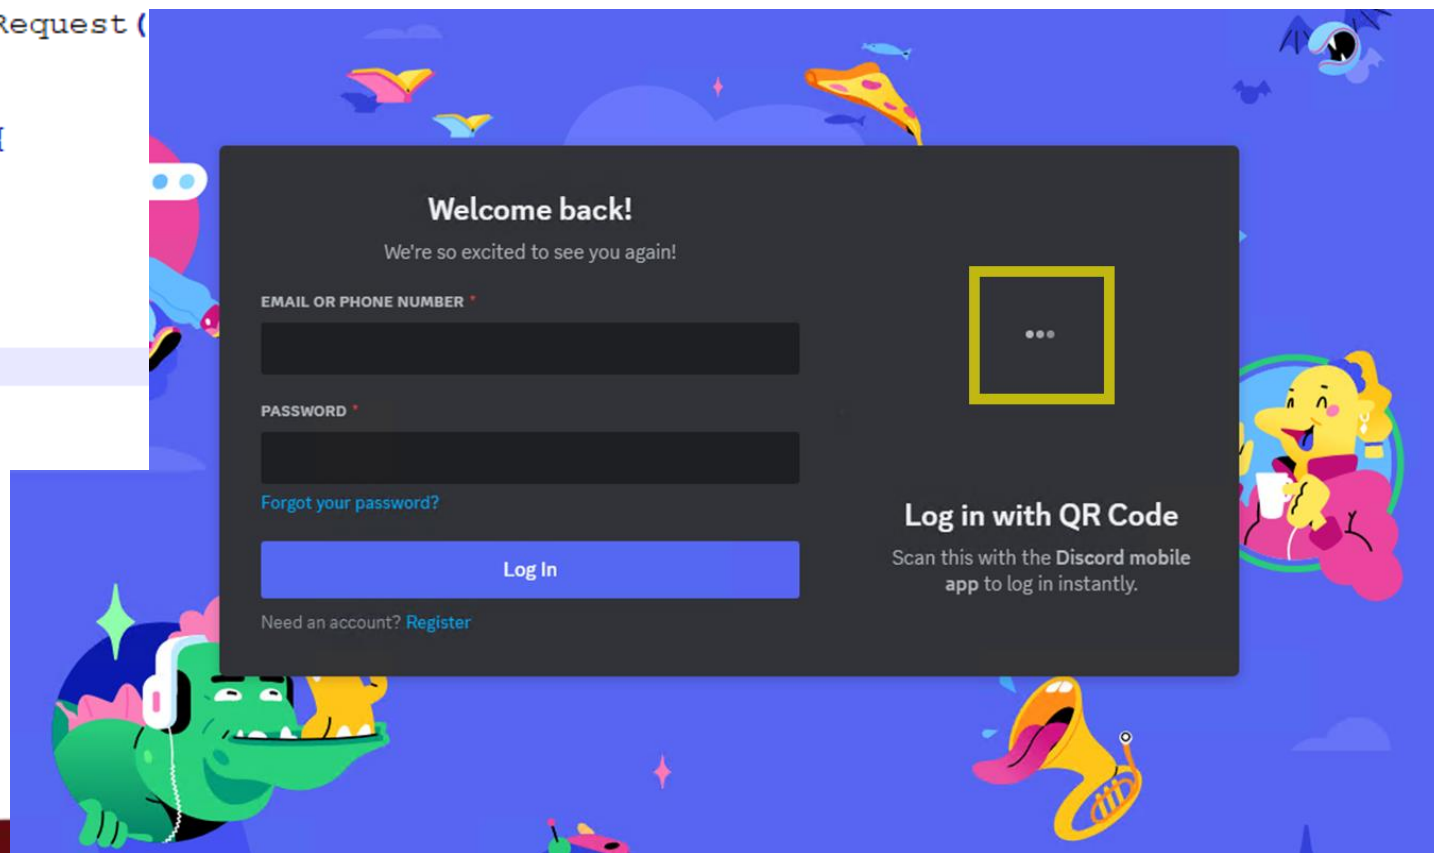 Request(
Welcome back!
We're so excited to see you again!
EMAIL OR PHONE NUMBER *
PASSWORD *
Forgot your password?
Log In
Need an account? Register
Log in with QR Code
Scan this with the Discord mobile
app to log in instantly.